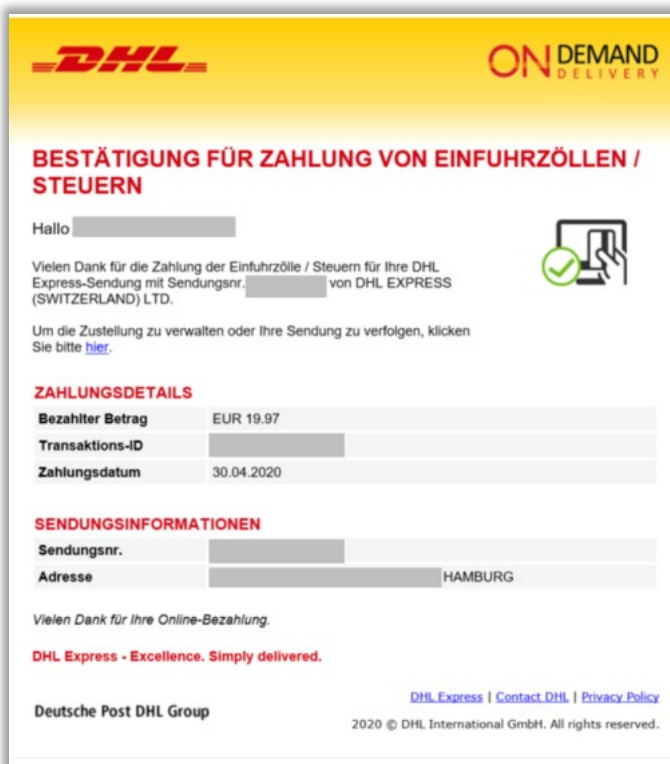 DHL
ON DEMAND
DELIVERY
BESTÄTIGUNG FÜR ZAHLUNG VON EINFUHRZÖLLEN /
STEUERN
Hallo
Vielen Dank für die Zahlung der Einfuhrzölle / Steuern für Ihre DHL
Express-Sendung mit Sendungsnr. von DHL EXPRESS
(SWITZERLAND) LTD.
Um die Zustellung zu verwalten oder Ihre Sendung zu verfolgen, klicken
Sie bitte hier.
ZAHLUNGSDETAILS
Bezahlter Betrag EUR 19.97
Transaktions-ID
Zahlungsdatum 30.04.2020
SENDUNGSINFORMATIONEN
Sendungsnr.
Adresse HAMBURG
Vielen Dank für Ihre Online-Bezahlung.
DHL Express - Excellence. Simply delivered.
DHL Express | Contact DHL | Privacy Policy
Deutsche Post DHL Group
2020 © DHL International GmbH. All rights reserved.